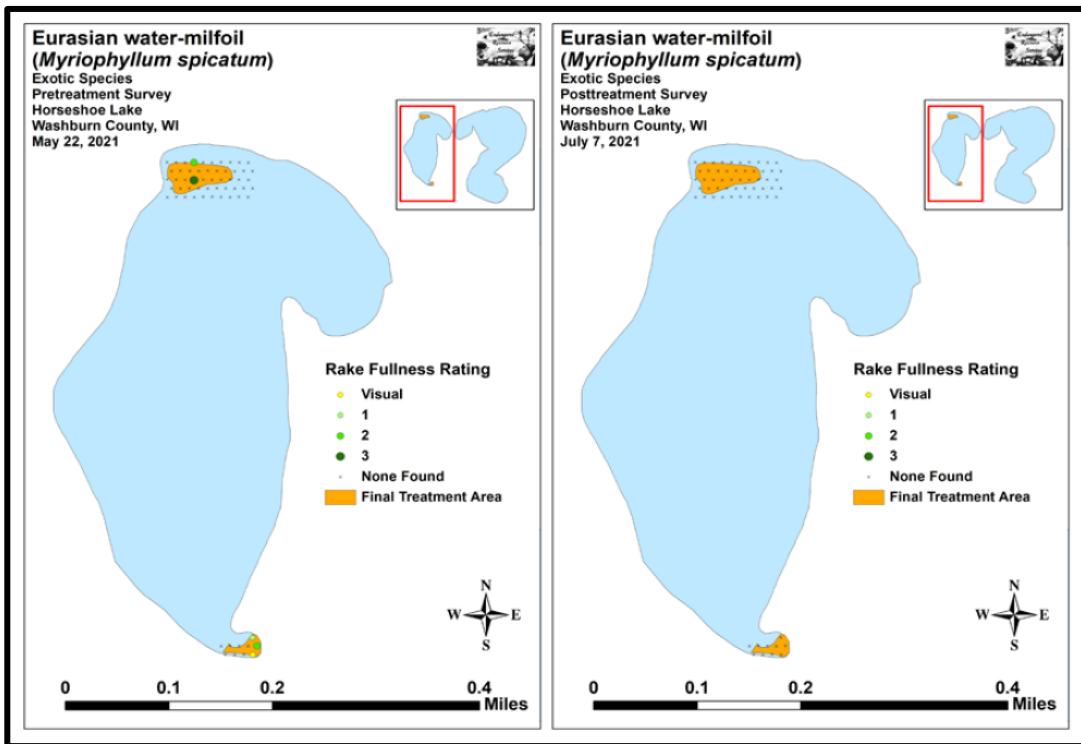 Eurasian water-milfoil
(Myriophyllum spicatum)
Exotic Species
Pretreatment Survey
Horseshoe Lake
Washburn County, WI
May 22, 2021
Rake Fullness Rating
Visual
1
2
3
None Found
Final Treatment Area
N
W E
S
0 0.1 0.2 0.4
Miles
Eurasian water-milfoil
(Myriophyllum spicatum)
Exotic Species
Posttreatment Survey
Horseshoe Lake
Washburn County, WI
July 7, 2021
Rake Fullness Rating
Visual
1
2
3
None Found
Final Treatment Area
N
W E
S
0 0.1 0.2 0.4
Miles